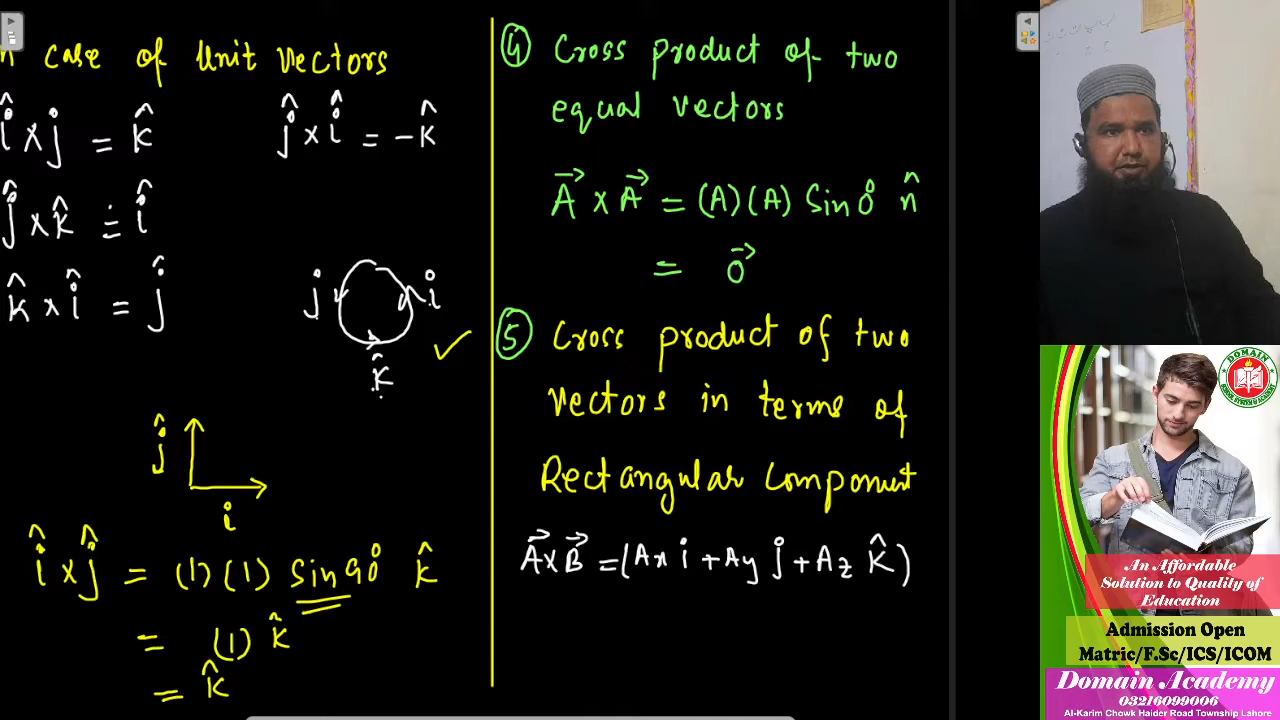 n case of Unit Vectors
î × j = k̂
ĵ × î = -k̂
ĵ × k̂ = î
k̂ × î = ĵ
j
i
k̂
ĵ
i
î × ĵ = (1)(1) sin90° k̂
= (1) k̂
= k̂
④ Cross product of two
equal vectors
A⃗ × A⃗ = (A)(A) Sin0° n̂
= 0⃗
⑤ Cross product of two
Vectors in terms of
Rectangular Component
A⃗×B⃗ = (Ax i + Ay j + Az k̂)
DOMAIN
An Affordable
Solution to Quality of
Education
Admission Open
Matric/F.Sc/ICS/ICOM
Domain Academy
03216099006
Al-Karim Chowk Haider Road Township Lahore